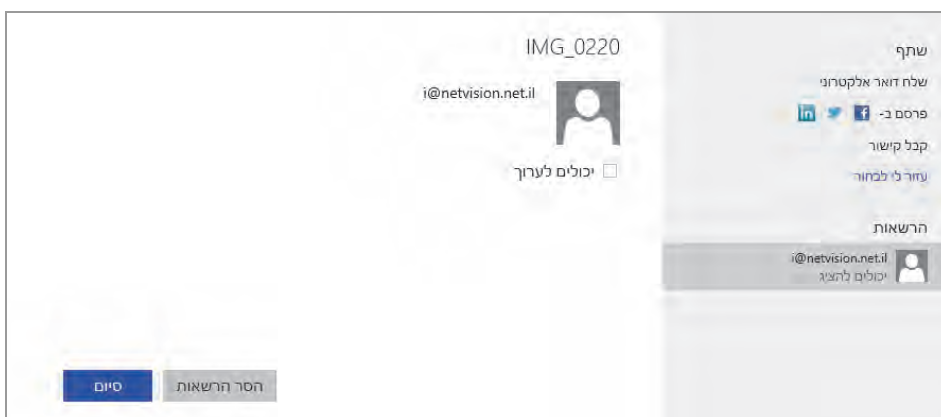 שתף
שלח דואר אלקטרוני
פרסם ב-
קבל קישור
עזור לי לבחור
הרשאות
i@netvision.net.il
יכולים להציג
IMG_0220
i@netvision.net.il
יכולים לערוך
הסר הרשאות
סיום